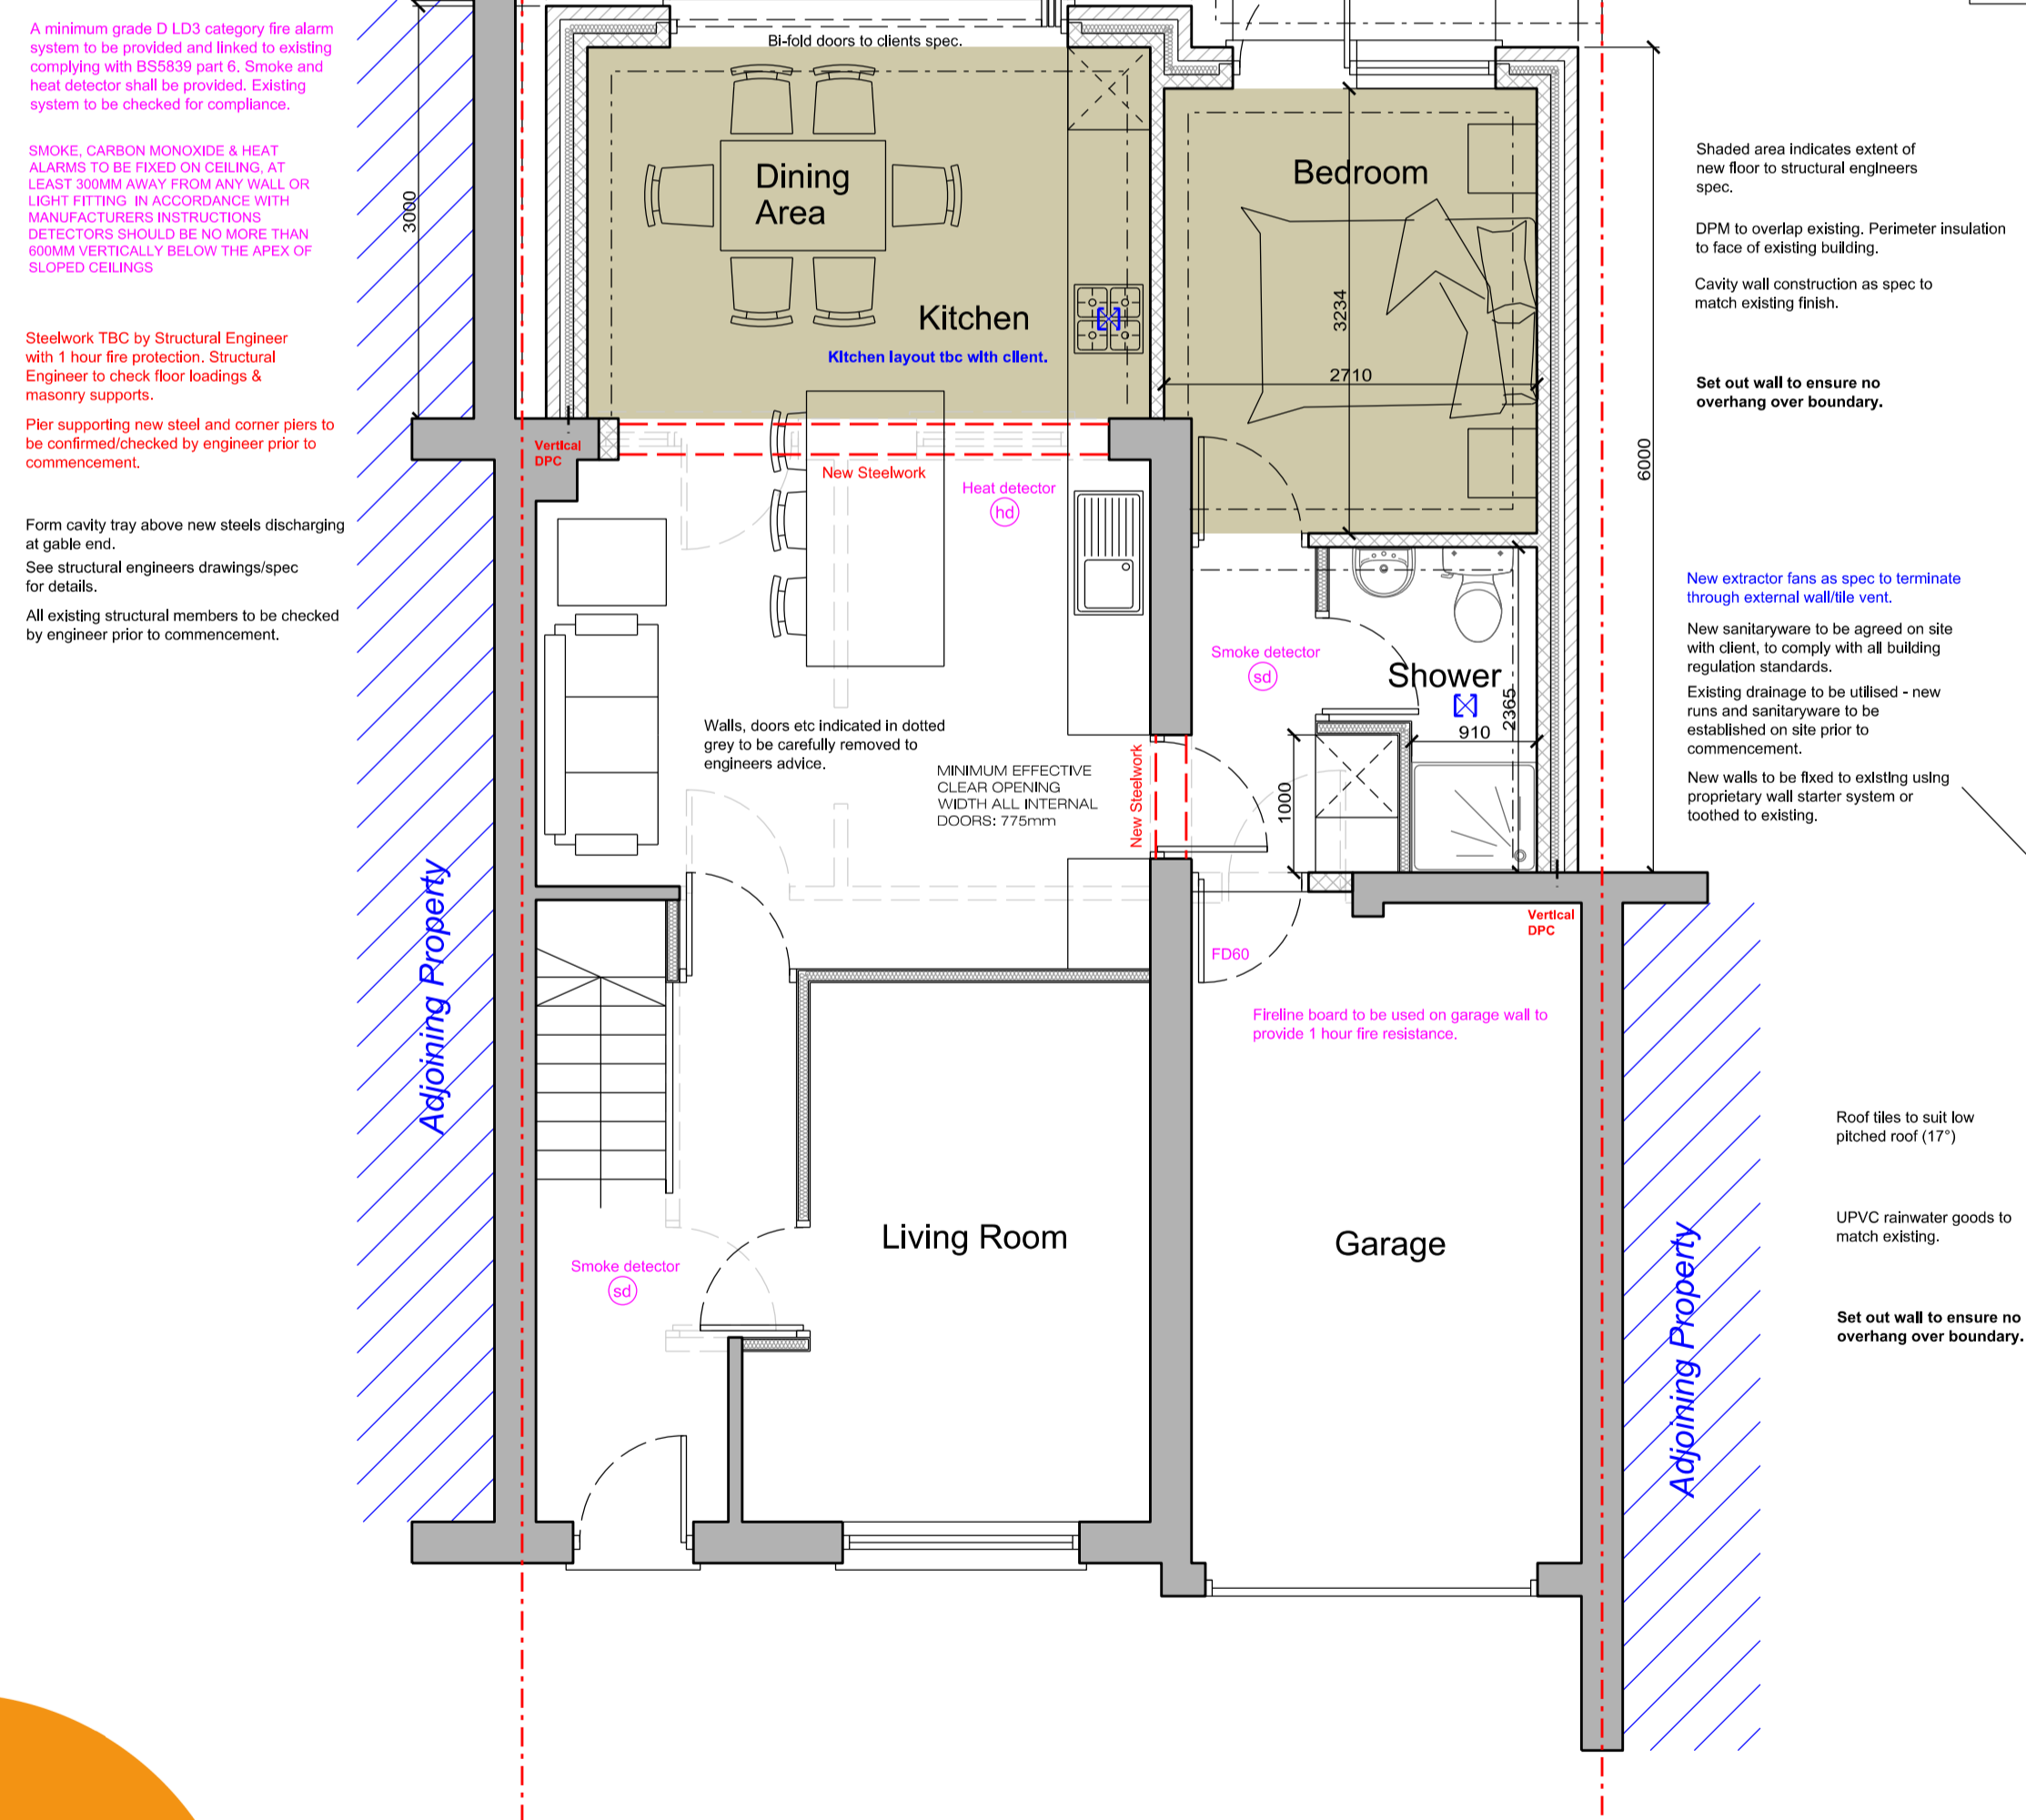 A minimum grade D LD3 category fire alarm
system to be provided and linked to existing
complying with BS5839 part 6. Smoke and
heat detector shall be provided. Existing
system to be checked for compliance.
SMOKE, CARBON MONOXIDE & HEAT
ALARMS TO BE FIXED ON CEILING, AT
LEAST 300MM AWAY FROM ANY WALL OR
LIGHT FITTING IN ACCORDANCE WITH
MANUFACTURERS INSTRUCTIONS
DETECTORS SHOULD BE NO MORE THAN
600MM VERTICALLY BELOW THE APEX OF
SLOPED CEILINGS
Steelwork TBC by Structural Engineer
with 1 hour fire protection. Structural
Engineer to check floor loadings &
masonry supports.
Pier supporting new steel and corner piers to
be confirmed/checked by engineer prior to
commencement.
Form cavity tray above new steels discharging
at gable end.
See structural engineers drawings/spec
for details.
All existing structural members to be checked
by engineer prior to commencement.
3000
Adjoining Property
Bi-fold doors to clients spec.
Dining
Area
Kitchen
Kitchen layout tbc with client.
Bedroom
3234
2710
6000
Vertical
DPC
New Steelwork
Heat detector
hd
Smoke detector
sd
Shower
2365
910
1000
Walls, doors etc indicated in dotted
grey to be carefully removed to
engineers advice.
MINIMUM EFFECTIVE
CLEAR OPENING
WIDTH ALL INTERNAL
DOORS: 775mm
New Steelwork
Vertical
DPC
FD60
Fireline board to be used on garage wall to
provide 1 hour fire resistance.
Living Room
Garage
Smoke detector
sd
Adjoining Property
Shaded area indicates extent of
new floor to structural engineers
spec.
DPM to overlap existing. Perimeter insulation
to face of existing building.
Cavity wall construction as spec to
match existing finish.
Set out wall to ensure no
overhang over boundary.
New extractor fans as spec to terminate
through external wall/tile vent.
New sanitaryware to be agreed on site
with client, to comply with all building
regulation standards.
Existing drainage to be utilised - new
runs and sanitaryware to be
established on site prior to
commencement.
New walls to be fixed to existing using
proprietary wall starter system or
toothed to existing.
Roof tiles to suit low
pitched roof (17°)
UPVC rainwater goods to
match existing.
Set out wall to ensure no
overhang over boundary.